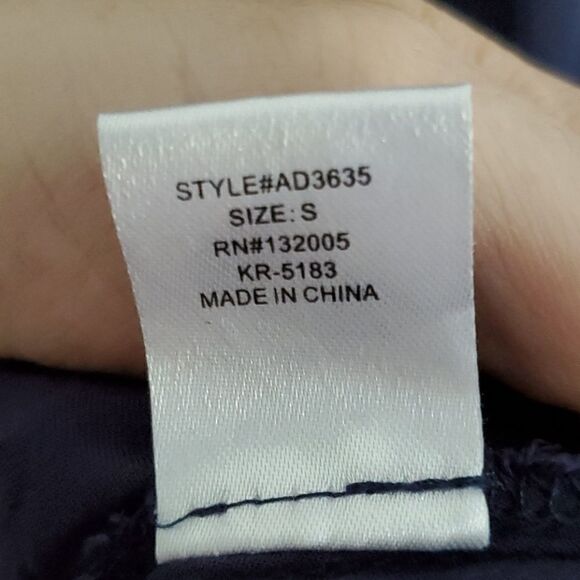 STYLE#AD3635
SIZE: S
RN#132005
KR-5183
MADE IN CHINA